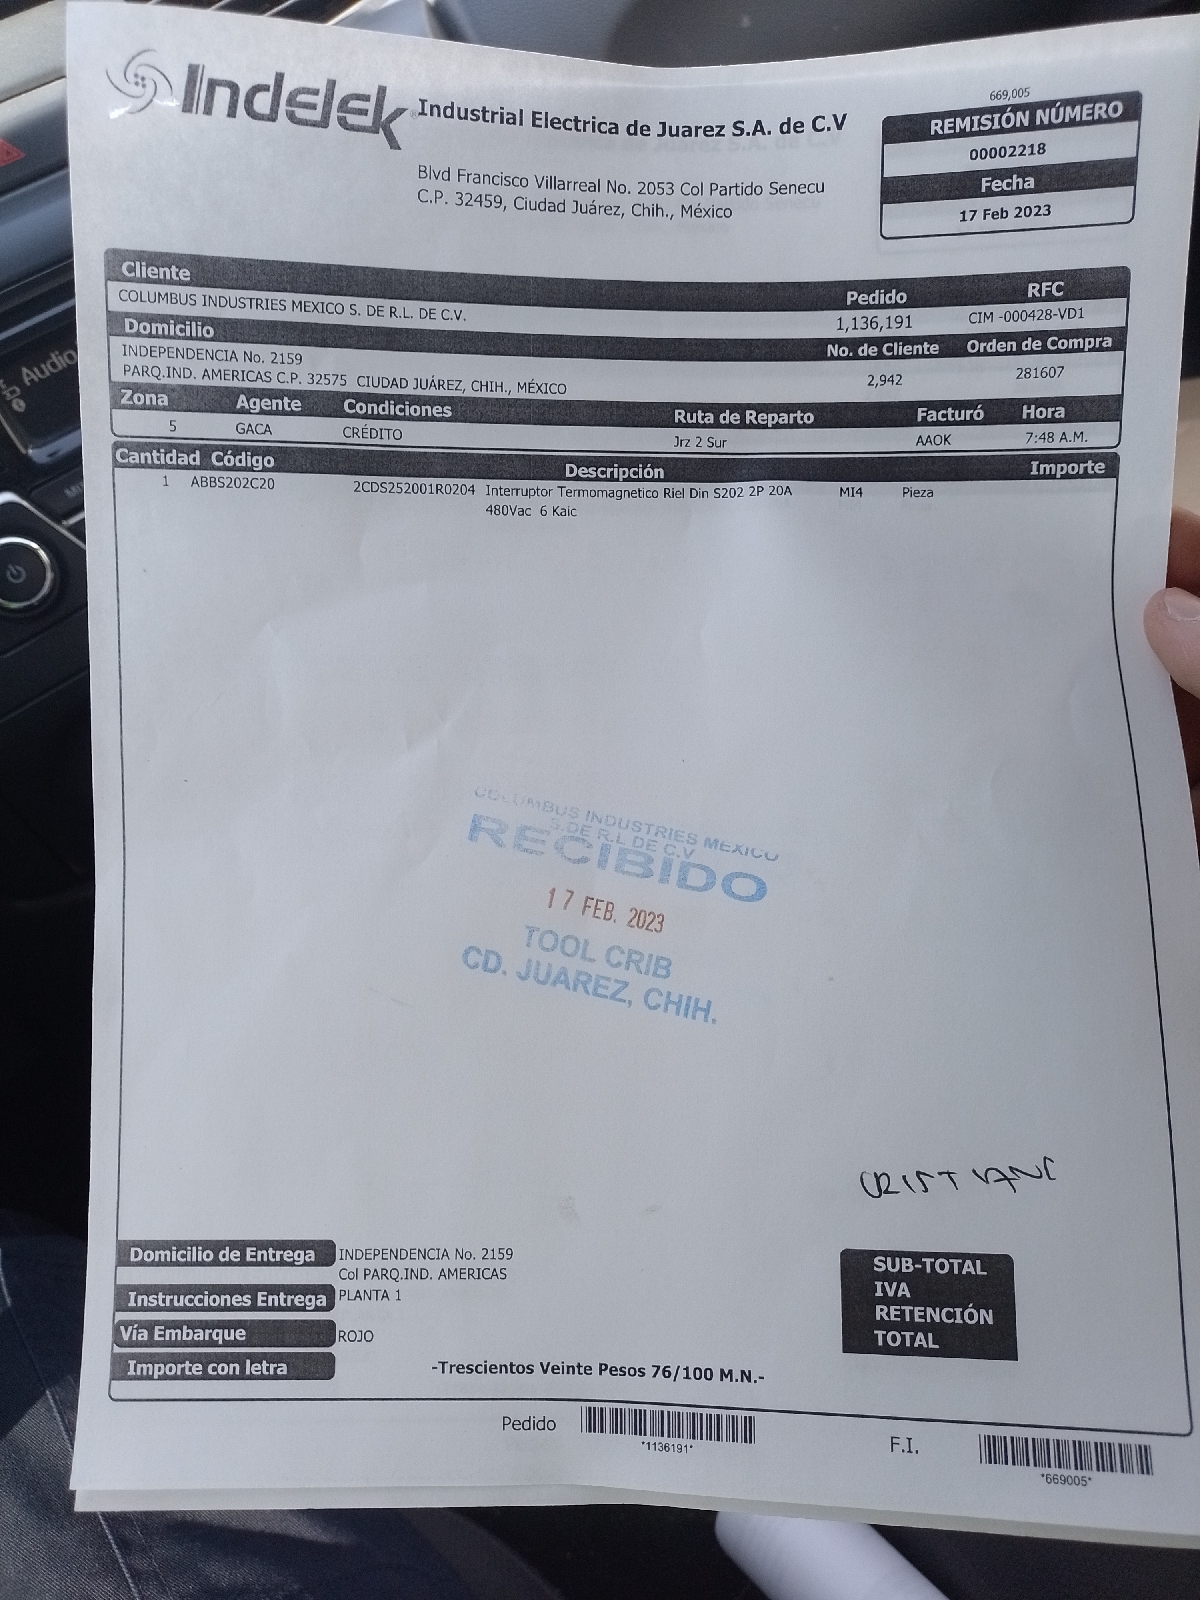 Indelek
Industrial Electrica de Juarez S.A. de C.V
Blvd Francisco Villarreal No. 2053 Col Partido Senecu
C.P. 32459, Ciudad Juárez, Chih., México
669,005
REMISIÓN NÚMERO
00002218
Fecha
17 Feb 2023
Cliente Pedido RFC
COLUMBUS INDUSTRIES MEXICO S. DE R.L. DE C.V. 1,136,191 CIM -000428-VD1
Domicilio No. de Cliente Orden de Compra
INDEPENDENCIA No. 2159
PARQ.IND. AMERICAS C.P. 32575 CIUDAD JUÁREZ, CHIH., MÉXICO 2,942 281607
Zona Agente Condiciones Ruta de Reparto Facturó Hora
5 GACA CRÉDITO Jrz 2 Sur AAOK 7:48 A.M.
Cantidad Código Descripción Importe
1 ABBS202C20 2CDS252001R0204 Interruptor Termomagnetico Riel Din S202 2P 20A MI4 Pieza
480Vac 6 Kaic
COLUMBUS INDUSTRIES MEXICO
S. DE R.L DE C.V
RECIBIDO
17 FEB. 2023
TOOL CRIB
CD. JUAREZ, CHIH.
Domicilio de Entrega INDEPENDENCIA No. 2159
Col PARQ.IND. AMERICAS
Instrucciones Entrega PLANTA 1
Vía Embarque ROJO
Importe con letra -Trescientos Veinte Pesos 76/100 M.N.-
SUB-TOTAL
IVA
RETENCIÓN
TOTAL
Pedido *1136191*
F.I. *669005*
Audio